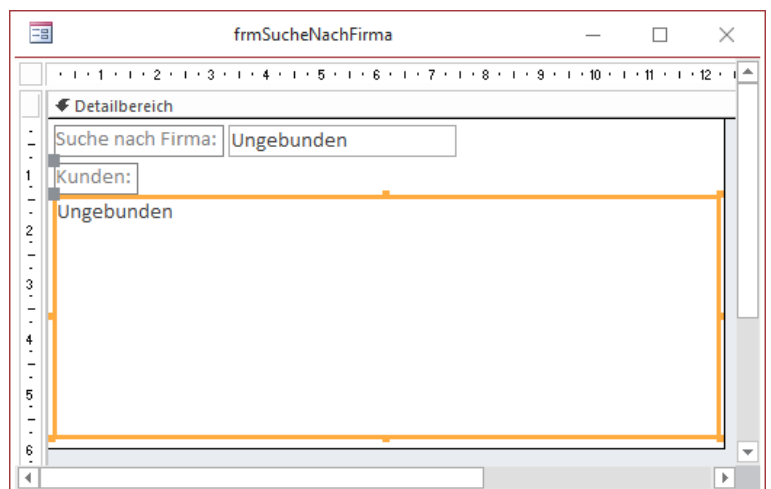 frmSucheNachFirma
1 2 3 4 5 6 7 8 9 10 11 12
Detailbereich
Suche nach Firma: Ungebunden
Kunden:
Ungebunden
1
2
3
4
5
6